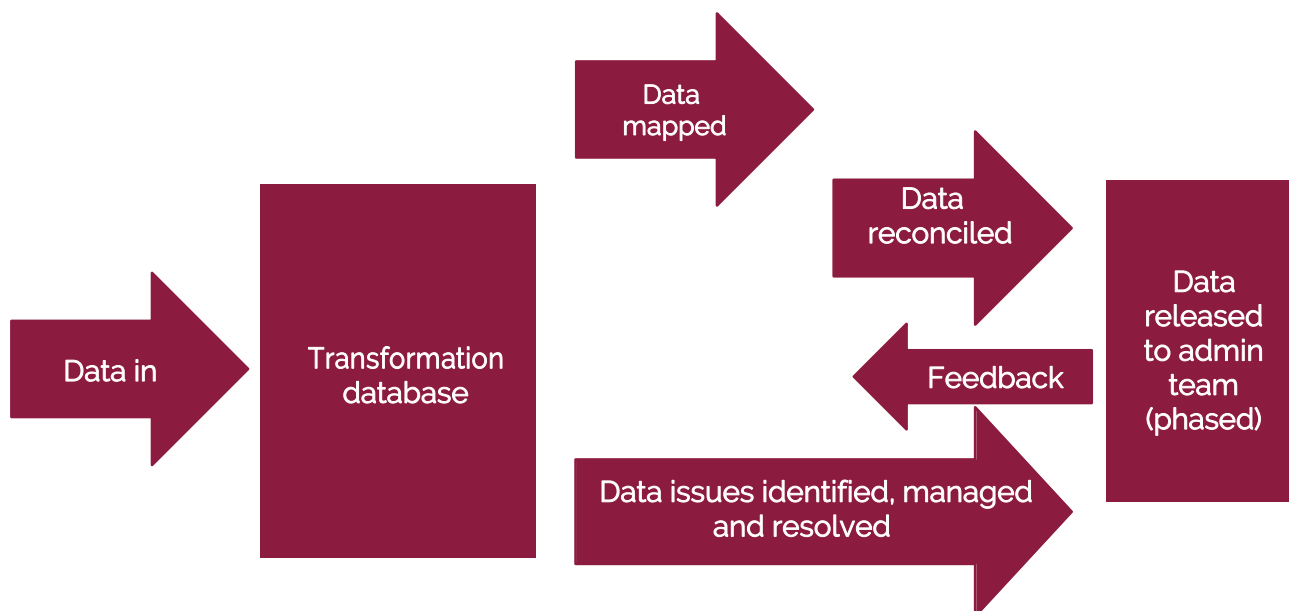 Data in
Transformation
database
Data
mapped
Data
reconciled
Feedback
Data issues identified, managed
and resolved
Data
released
to admin
team
(phased)